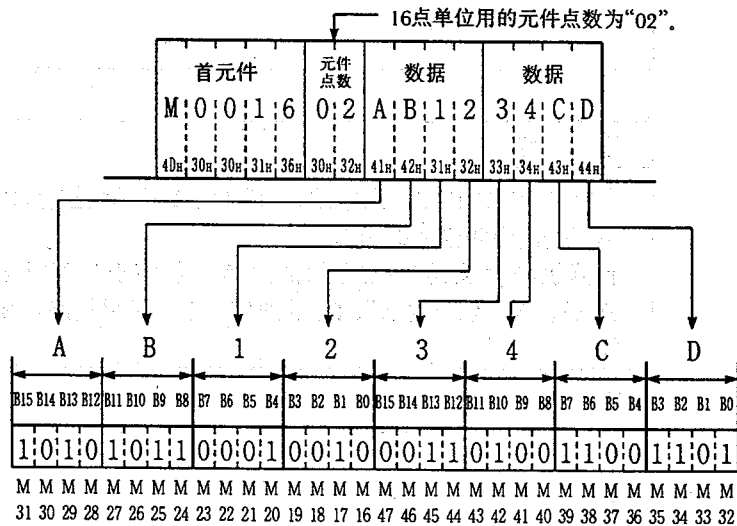 16点单位用的元件点数为“02”.
首元件 元件点数 数据 数据
M 0 0 1 6 0 2 A B 1 2 3 4 C D
4DH 30H 30H 31H 36H 30H 32H 41H 42H 31H 32H 33H 34H 43H 44H
A B 1 2 3 4 C D
B15 B14 B13 B12 B11 B10 B9 B8 B7 B6 B5 B4 B3 B2 B1 B0 B15 B14 B13 B12 B11 B10 B9 B8 B7 B6 B5 B4 B3 B2 B1 B0
1 0 1 0 1 0 1 1 0 0 0 1 0 0 1 0 0 0 1 1 0 1 0 0 1 1 0 0 1 1 0 1
M M M M M M M M M M M M M M M M M M M M M M M M M M M M M M M M
31 30 29 28 27 26 25 24 23 22 21 20 19 18 17 16 47 46 45 44 43 42 41 40 39 38 37 36 35 34 33 32